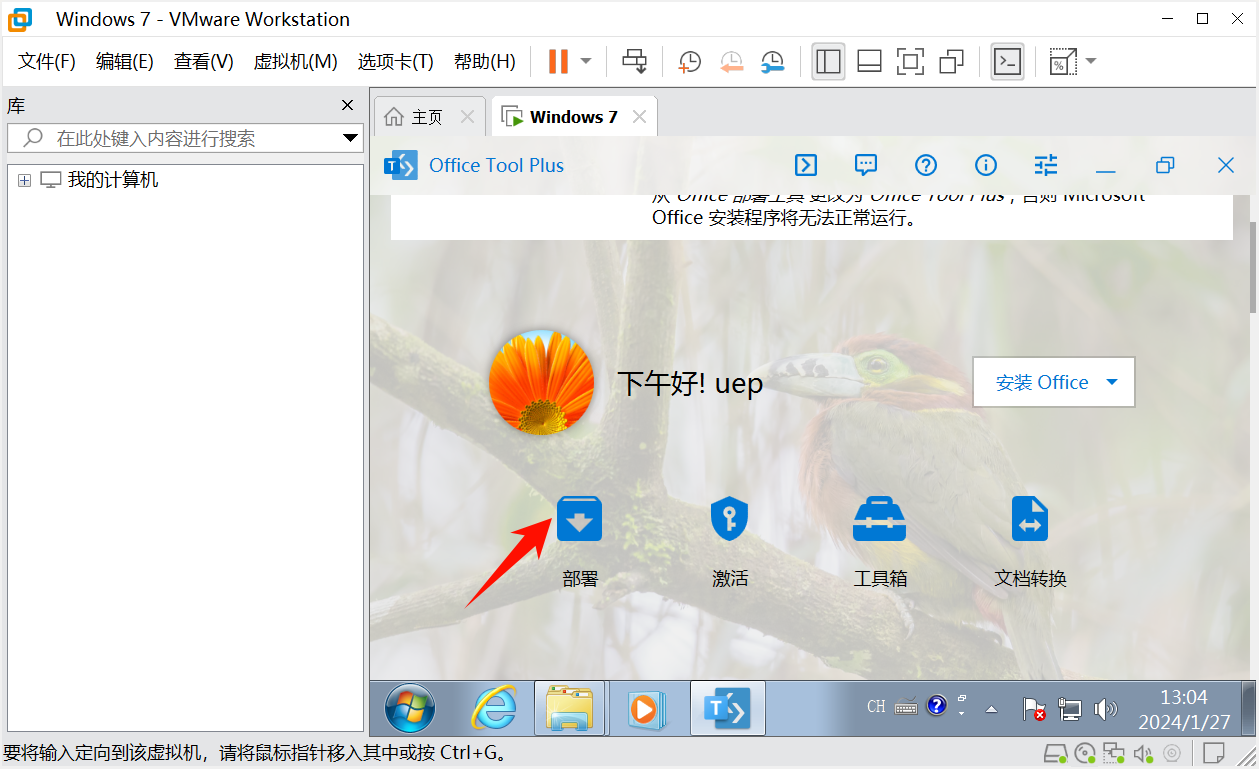 Windows 7 - VMware Workstation
文件(F) 编辑(E) 查看(V) 虚拟机(M) 选项卡(T) 帮助(H)
库
在此处键入内容进行搜索
我的计算机
主页
Windows 7
Office Tool Plus
从 Office 部署工具 更改为 Office Tool Plus，否则 Microsoft
Office 安装程序将无法正常运行。
下午好! uep
安装 Office
部署
激活
工具箱
文档转换
CH
13:04
2024/1/27
要将输入定向到该虚拟机，请将鼠标指针移入其中或按 Ctrl+G。